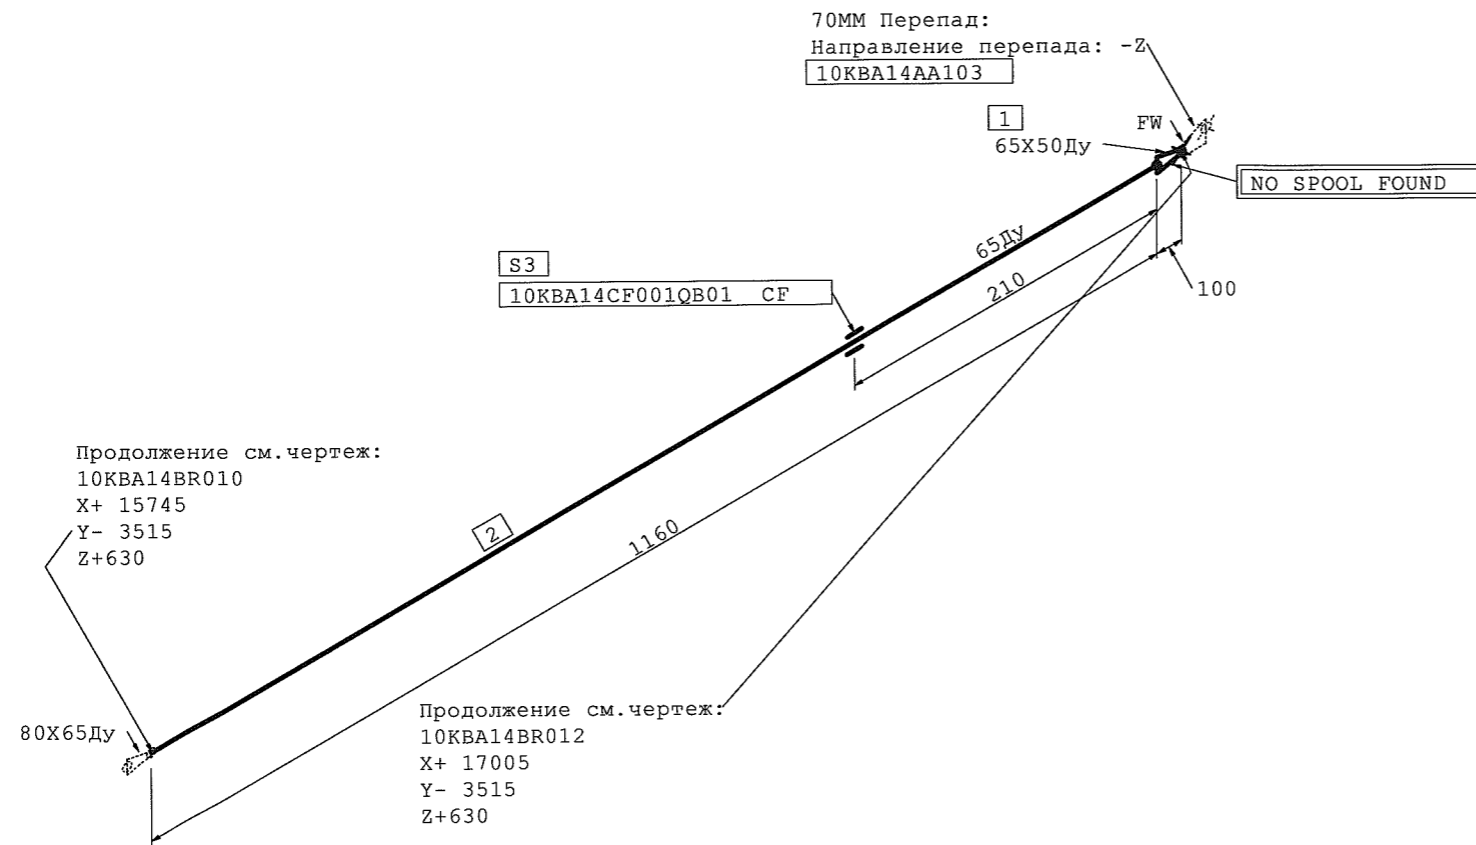 70ММ Перепад:
Направление перепада: -Z
10KBA14AA103
1
FW
65X50Ду
NO SPOOL FOUND
65Ду
S3
10KBA14CF001QB01 CF
210
100
Продолжение см.чертеж:
10KBA14BR010
X+ 15745
Y- 3515
Z+630
2
1160
80X65Ду
Продолжение см.чертеж:
10KBA14BR012
X+ 17005
Y- 3515
Z+630